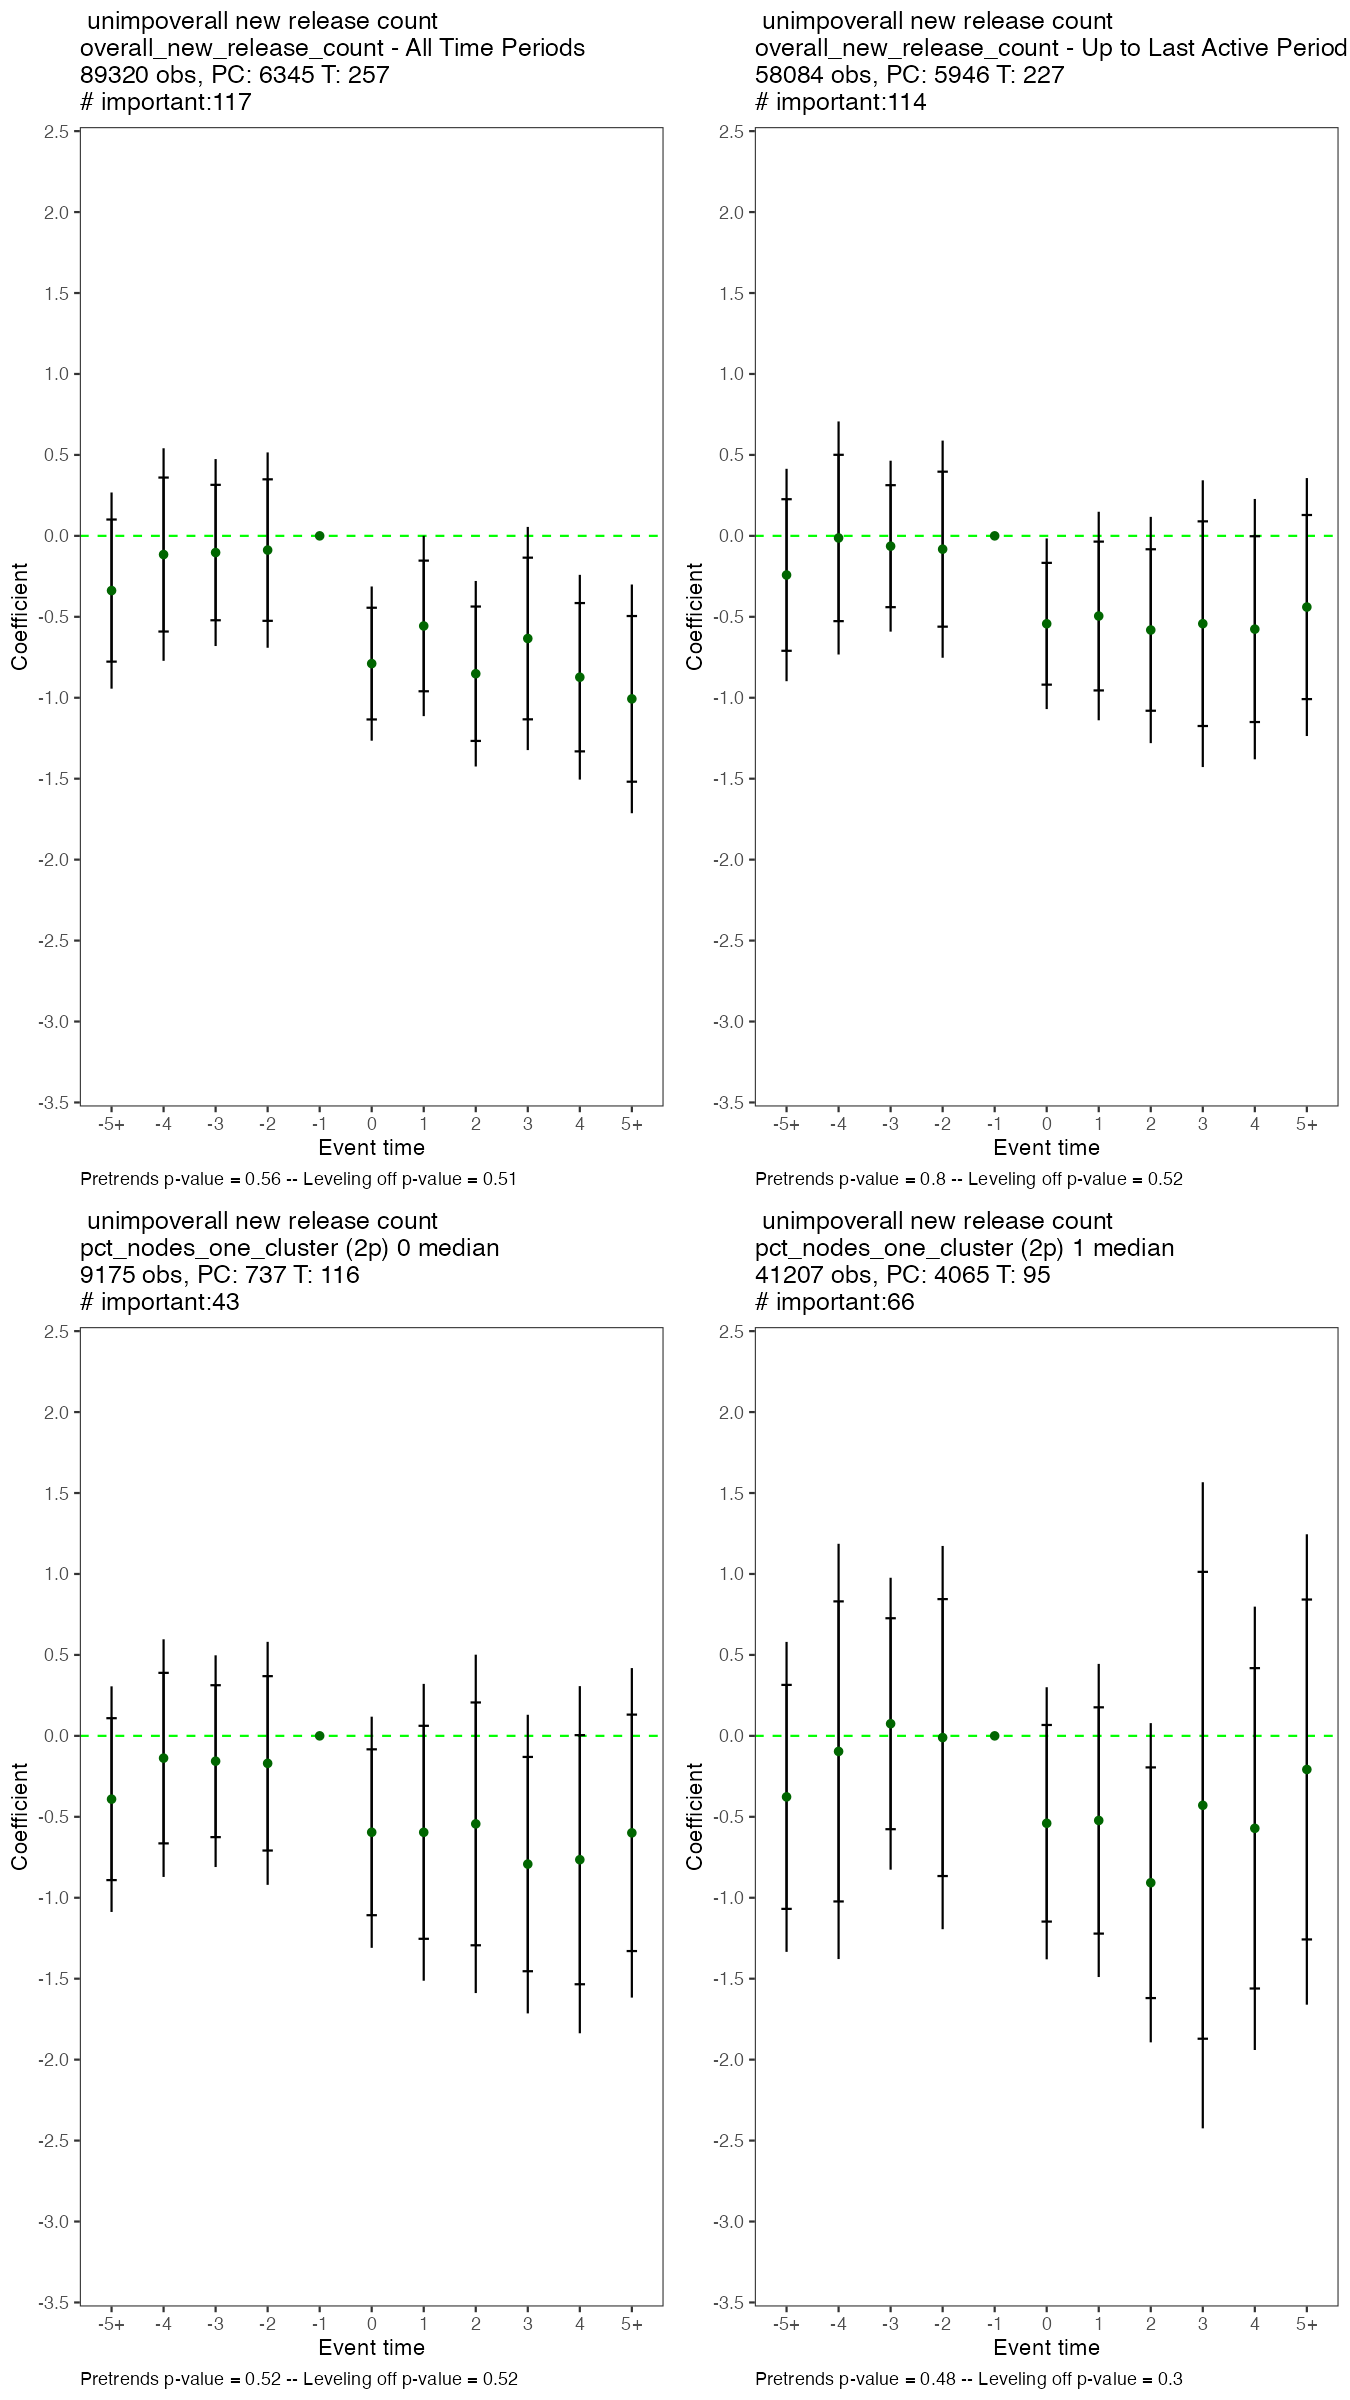 unimpoverall new release count
overall_new_release_count - All Time Periods
89320 obs, PC: 6345 T: 257
# important:117
2.5
2.0
1.5
1.0
0.5
0.0
-0.5
-1.0
-1.5
-2.0
-2.5
-3.0
-3.5
Coefficient
-5+ -4 -3 -2 -1 0 1 2 3 4 5+
Event time
Pretrends p-value = 0.56 -- Leveling off p-value = 0.51
unimpoverall new release count
overall_new_release_count - Up to Last Active Period
58084 obs, PC: 5946 T: 227
# important:114
2.5
2.0
1.5
1.0
0.5
0.0
-0.5
-1.0
-1.5
-2.0
-2.5
-3.0
-3.5
Coefficient
-5+ -4 -3 -2 -1 0 1 2 3 4 5+
Event time
Pretrends p-value = 0.8 -- Leveling off p-value = 0.52
unimpoverall new release count
pct_nodes_one_cluster (2p) 0 median
9175 obs, PC: 737 T: 116
# important:43
2.5
2.0
1.5
1.0
0.5
0.0
-0.5
-1.0
-1.5
-2.0
-2.5
-3.0
-3.5
Coefficient
-5+ -4 -3 -2 -1 0 1 2 3 4 5+
Event time
Pretrends p-value = 0.52 -- Leveling off p-value = 0.52
unimpoverall new release count
pct_nodes_one_cluster (2p) 1 median
41207 obs, PC: 4065 T: 95
# important:66
2.5
2.0
1.5
1.0
0.5
0.0
-0.5
-1.0
-1.5
-2.0
-2.5
-3.0
-3.5
Coefficient
-5+ -4 -3 -2 -1 0 1 2 3 4 5+
Event time
Pretrends p-value = 0.48 -- Leveling off p-value = 0.3